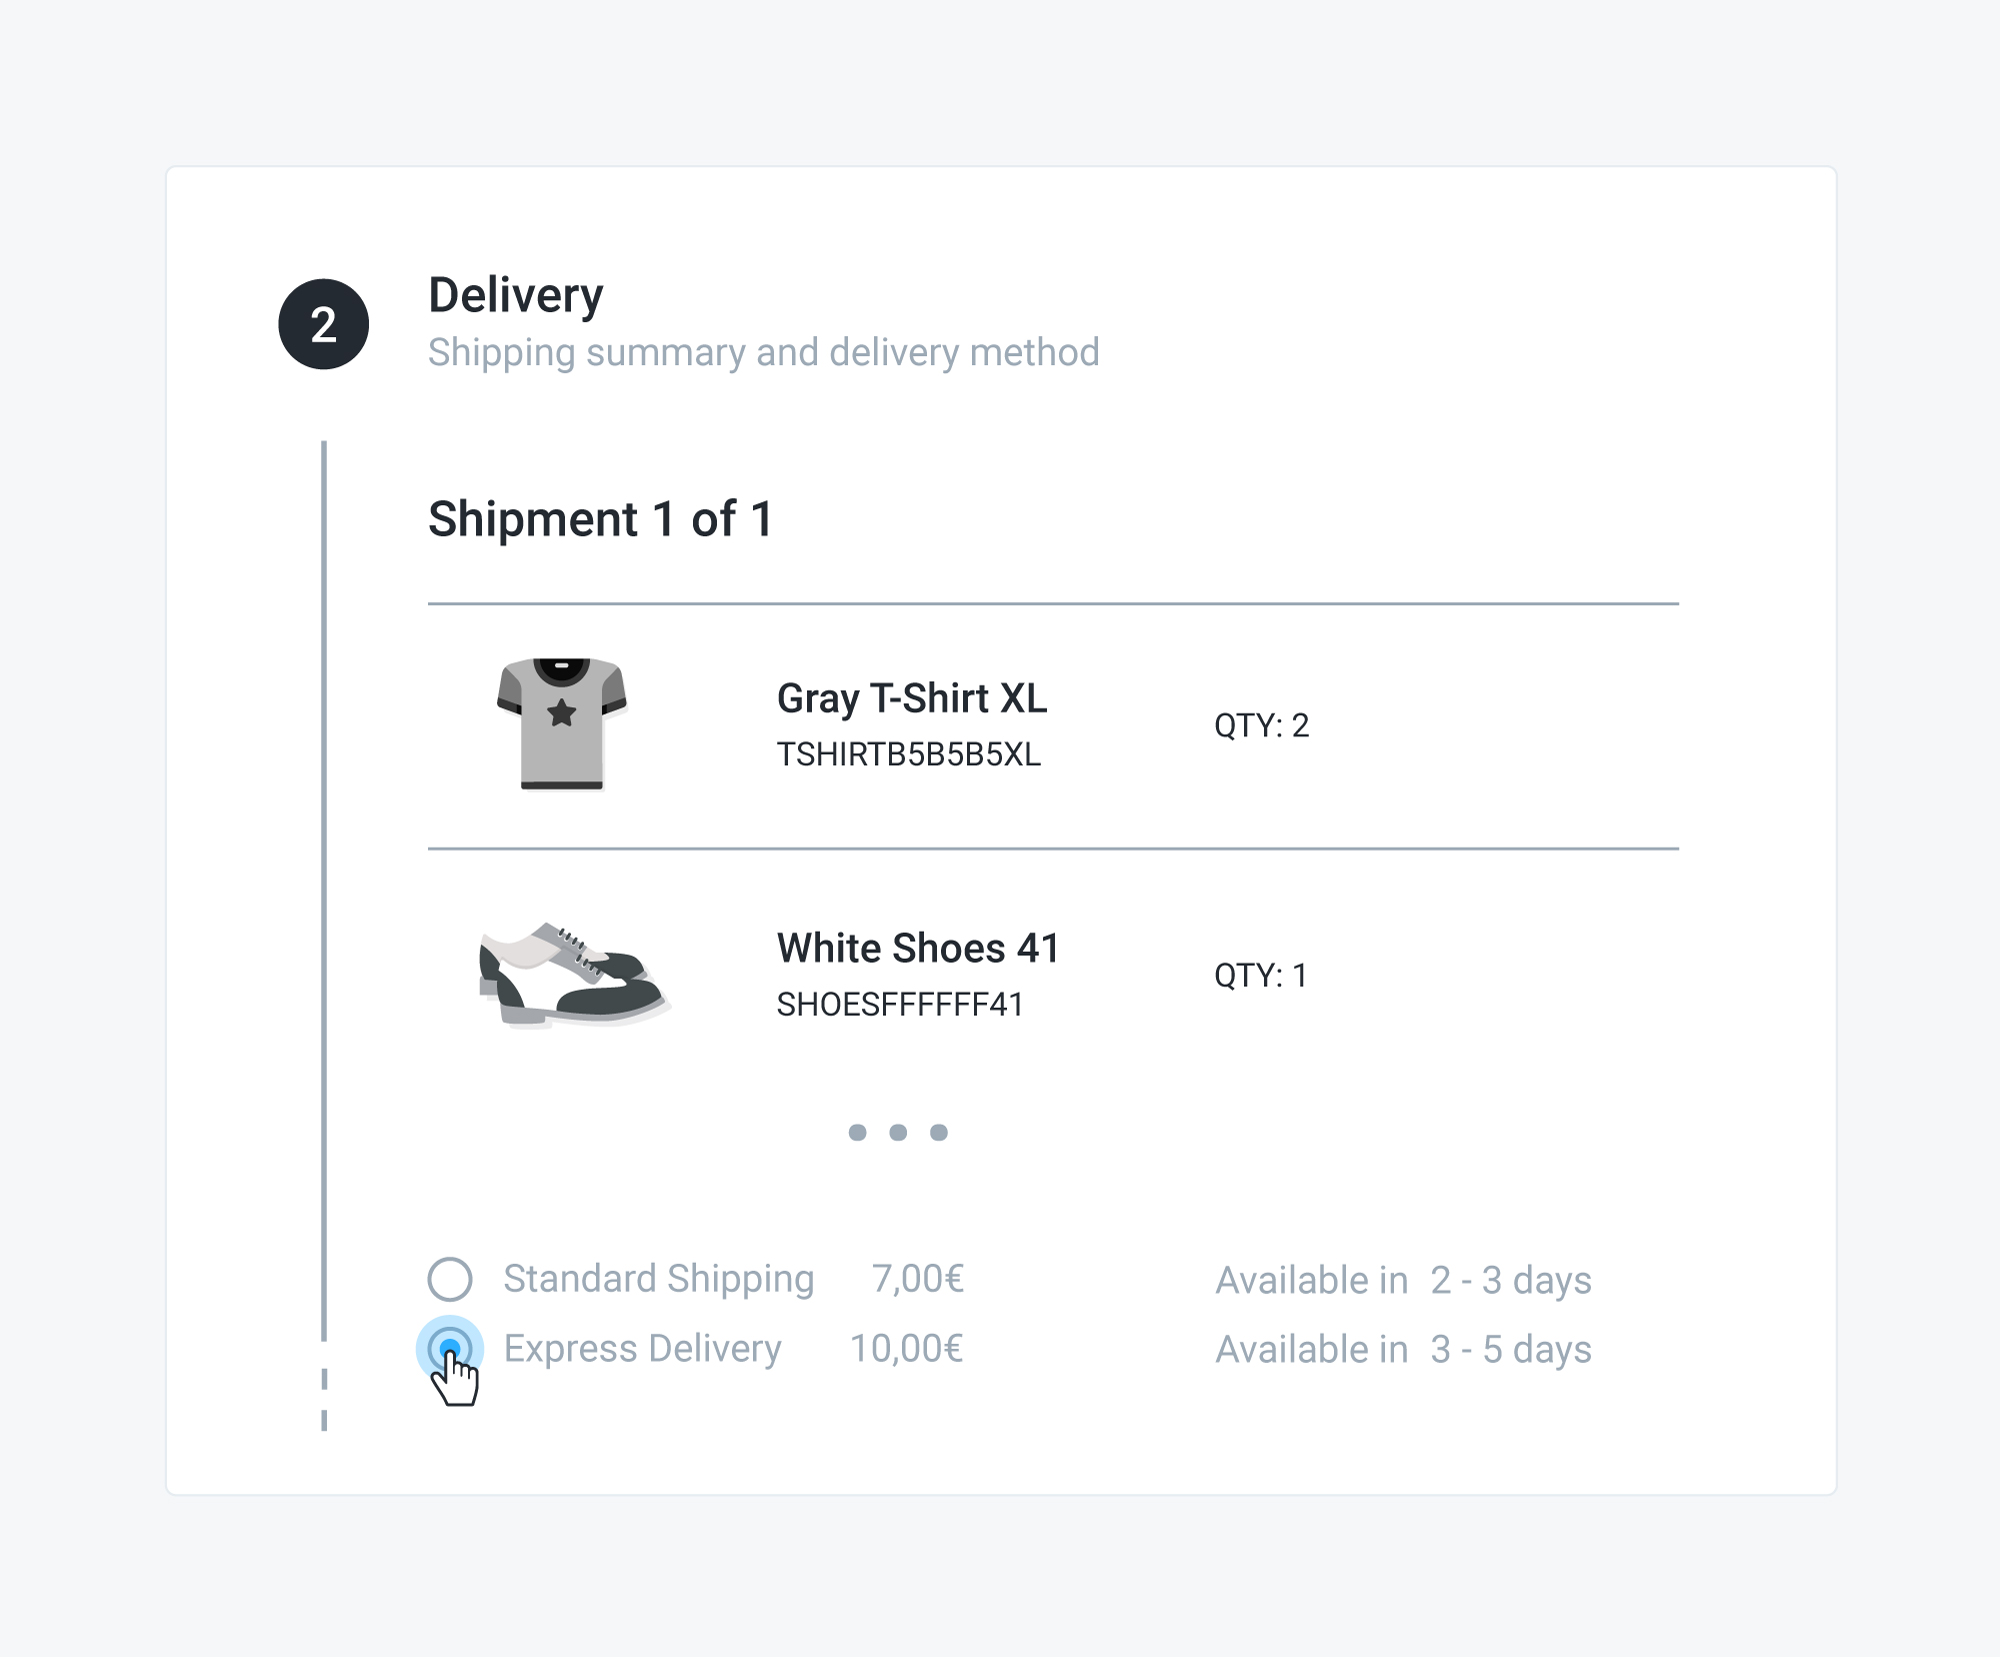 2
Delivery
Shipping summary and delivery method
Shipment 1 of 1
Gray T-Shirt XL
TSHIRTB5B5B5XL
QTY: 2
White Shoes 41
SHOESFFFFFF41
QTY: 1
Standard Shipping 7,00€ Available in 2 - 3 days
Express Delivery 10,00€ Available in 3 - 5 days